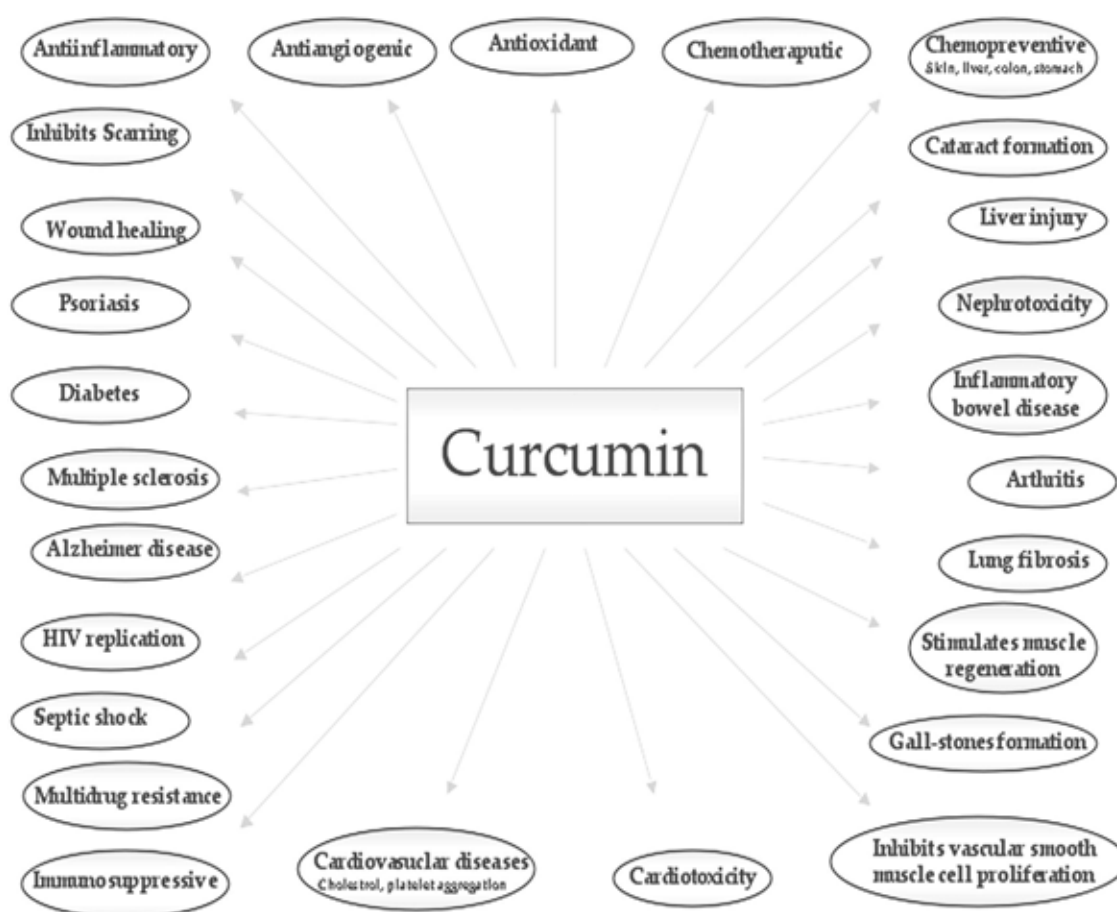 Antiinflammatory
Antiangiogenic
Antioxidant
Chemotheraputic
Chemopreventive
Skin, liver, colon, stomach
Inhibits Scarring
Cataract formation
Wound healing
Liver injury
Psoriasis
Nephrotoxicity
Diabetes
Inflammatory
bowel disease
Curcumin
Multiple sclerosis
Arthritis
Alzheimer disease
Lung fibrosis
HIV replication
Stimulates muscle
regeneration
Septic shock
Gall-stones formation
Multidrug resistance
Immunosuppressive
Cardiovasuclar diseases
Cholestrol, platelet aggregation
Cardiotoxicity
Inhibits vascular smooth
muscle cell proliferation